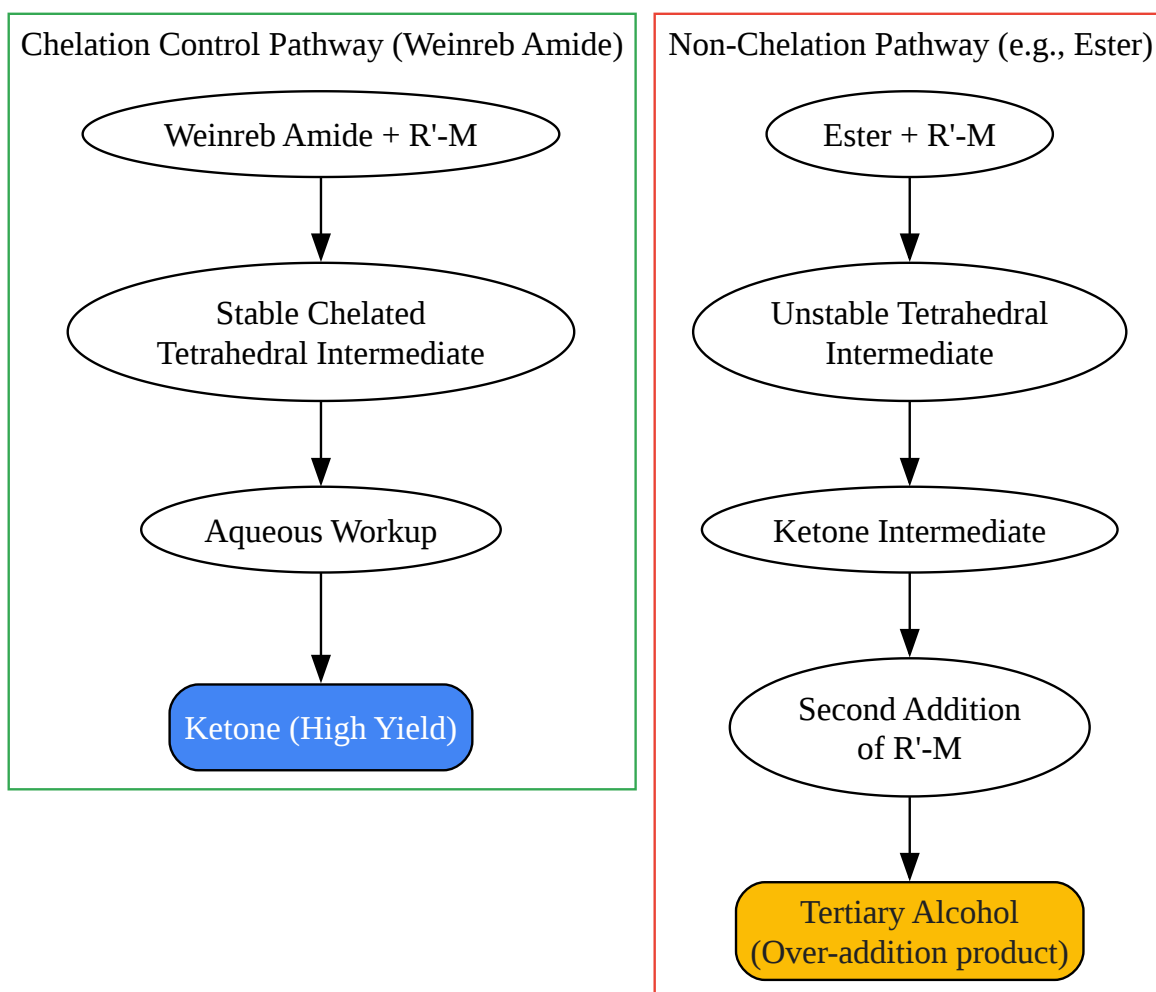 Chelation Control Pathway (Weinreb Amide)
Weinreb Amide + R'-M
Stable Chelated
Tetrahedral Intermediate
Aqueous Workup
Ketone (High Yield)
Non-Chelation Pathway (e.g., Ester)
Ester + R'-M
Unstable Tetrahedral
Intermediate
Ketone Intermediate
Second Addition
of R'-M
Tertiary Alcohol
(Over-addition product)